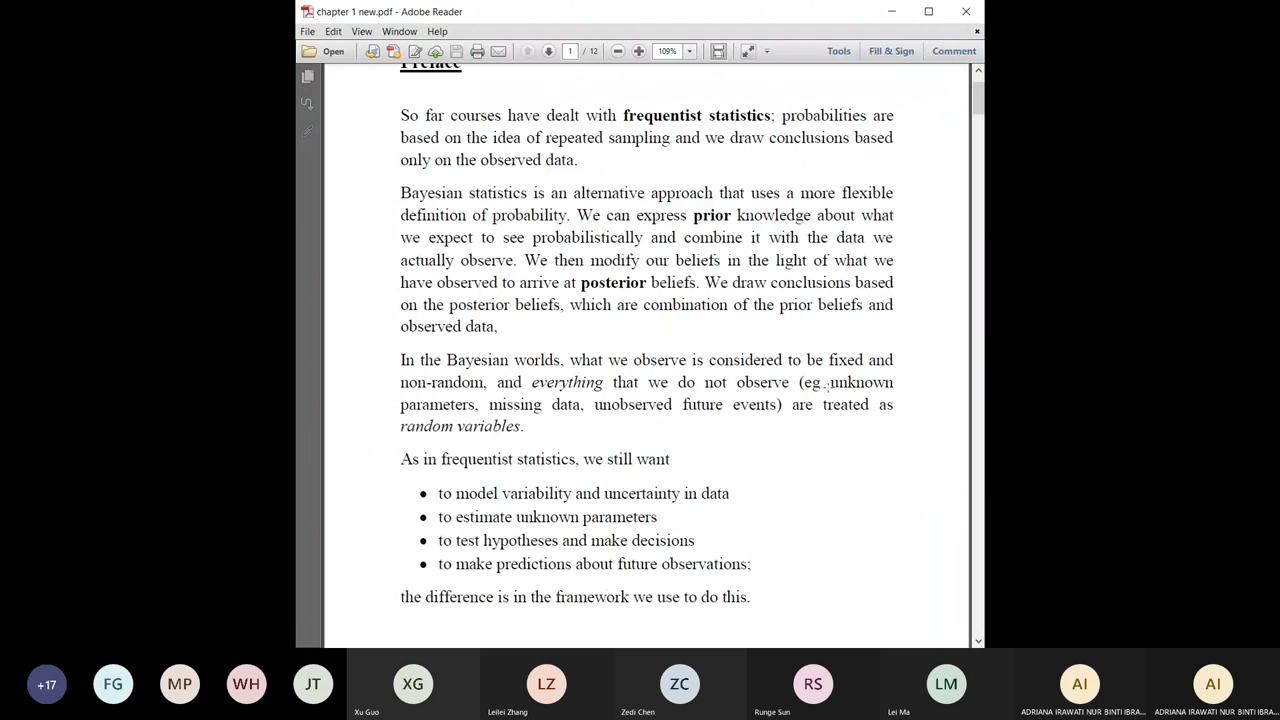 chapter 1 new.pdf - Adobe Reader
File Edit View Window Help
Open 1 / 12 109% Tools Fill & Sign Comment
Preface
So far courses have dealt with frequentist statistics; probabilities are
based on the idea of repeated sampling and we draw conclusions based
only on the observed data.
Bayesian statistics is an alternative approach that uses a more flexible
definition of probability. We can express prior knowledge about what
we expect to see probabilistically and combine it with the data we
actually observe. We then modify our beliefs in the light of what we
have observed to arrive at posterior beliefs. We draw conclusions based
on the posterior beliefs, which are combination of the prior beliefs and
observed data,
In the Bayesian worlds, what we observe is considered to be fixed and
non-random, and everything that we do not observe (eg. unknown
parameters, missing data, unobserved future events) are treated as
random variables.
As in frequentist statistics, we still want
• to model variability and uncertainty in data
• to estimate unknown parameters
• to test hypotheses and make decisions
• to make predictions about future observations;
the difference is in the framework we use to do this.
+17 FG MP WH JT XG LZ ZC RS LM AI AI
Xu Guo Leilei Zhang Zedi Chen Runge Sun Lei Ma ADRIANA IRAWATI NUR BINTI IBRA... ADRIANA IRAWATI NUR BINTI IBRA...